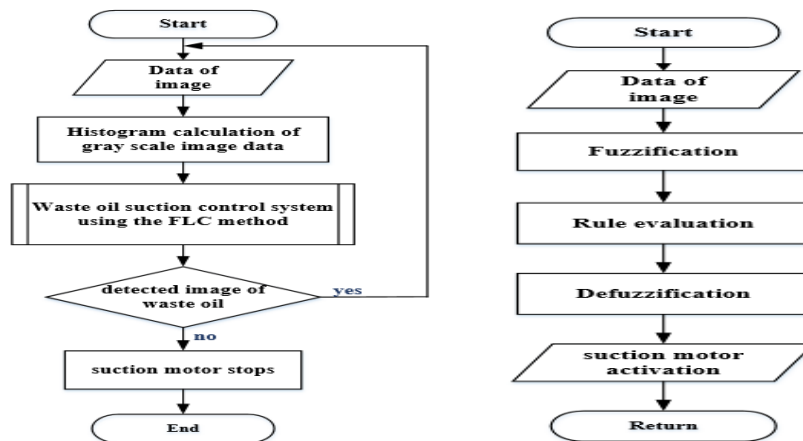 Start
Data of
image
Histogram calculation of
gray scale image data
Waste oil suction control system
using the FLC method
detected image of
waste oil
yes
no
suction motor stops
End
Start
Data of
image
Fuzzification
Rule evaluation
Defuzzification
suction motor
activation
Return